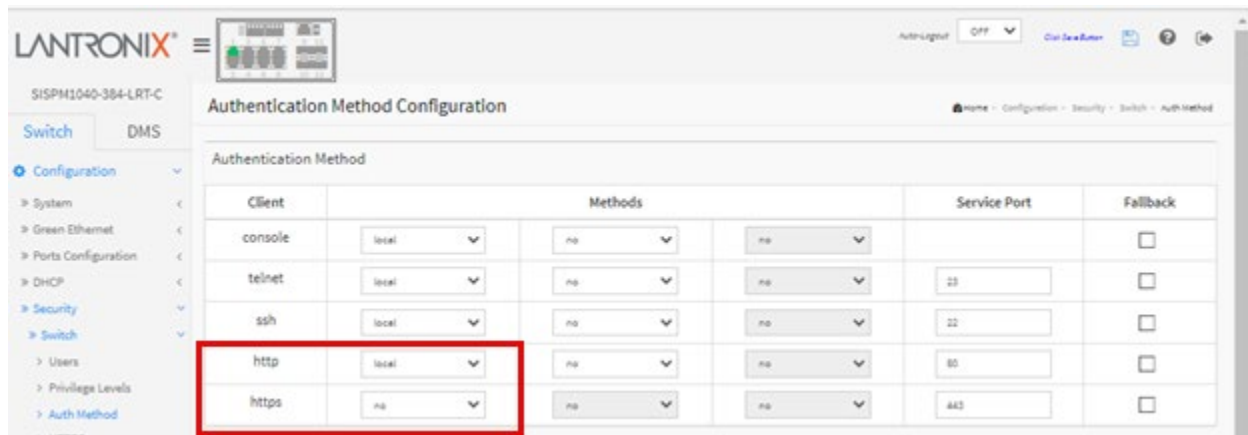 LANTRONIX®
Auto-Logout OFF Click Save Button
SISPM1040-384-LRT-C
Switch DMS
Authentication Method Configuration
Home - Configuration - Security - Switch - Auth Method
Configuration
Authentication Method
» System
» Green Ethernet
» Ports Configuration
» DHCP
» Security
» Switch
> Users
> Privilege Levels
> Auth Method
Client Methods Service Port Fallback
console local no no
telnet local no no 23
ssh local no no 22
http local no no 80
https no no no 443